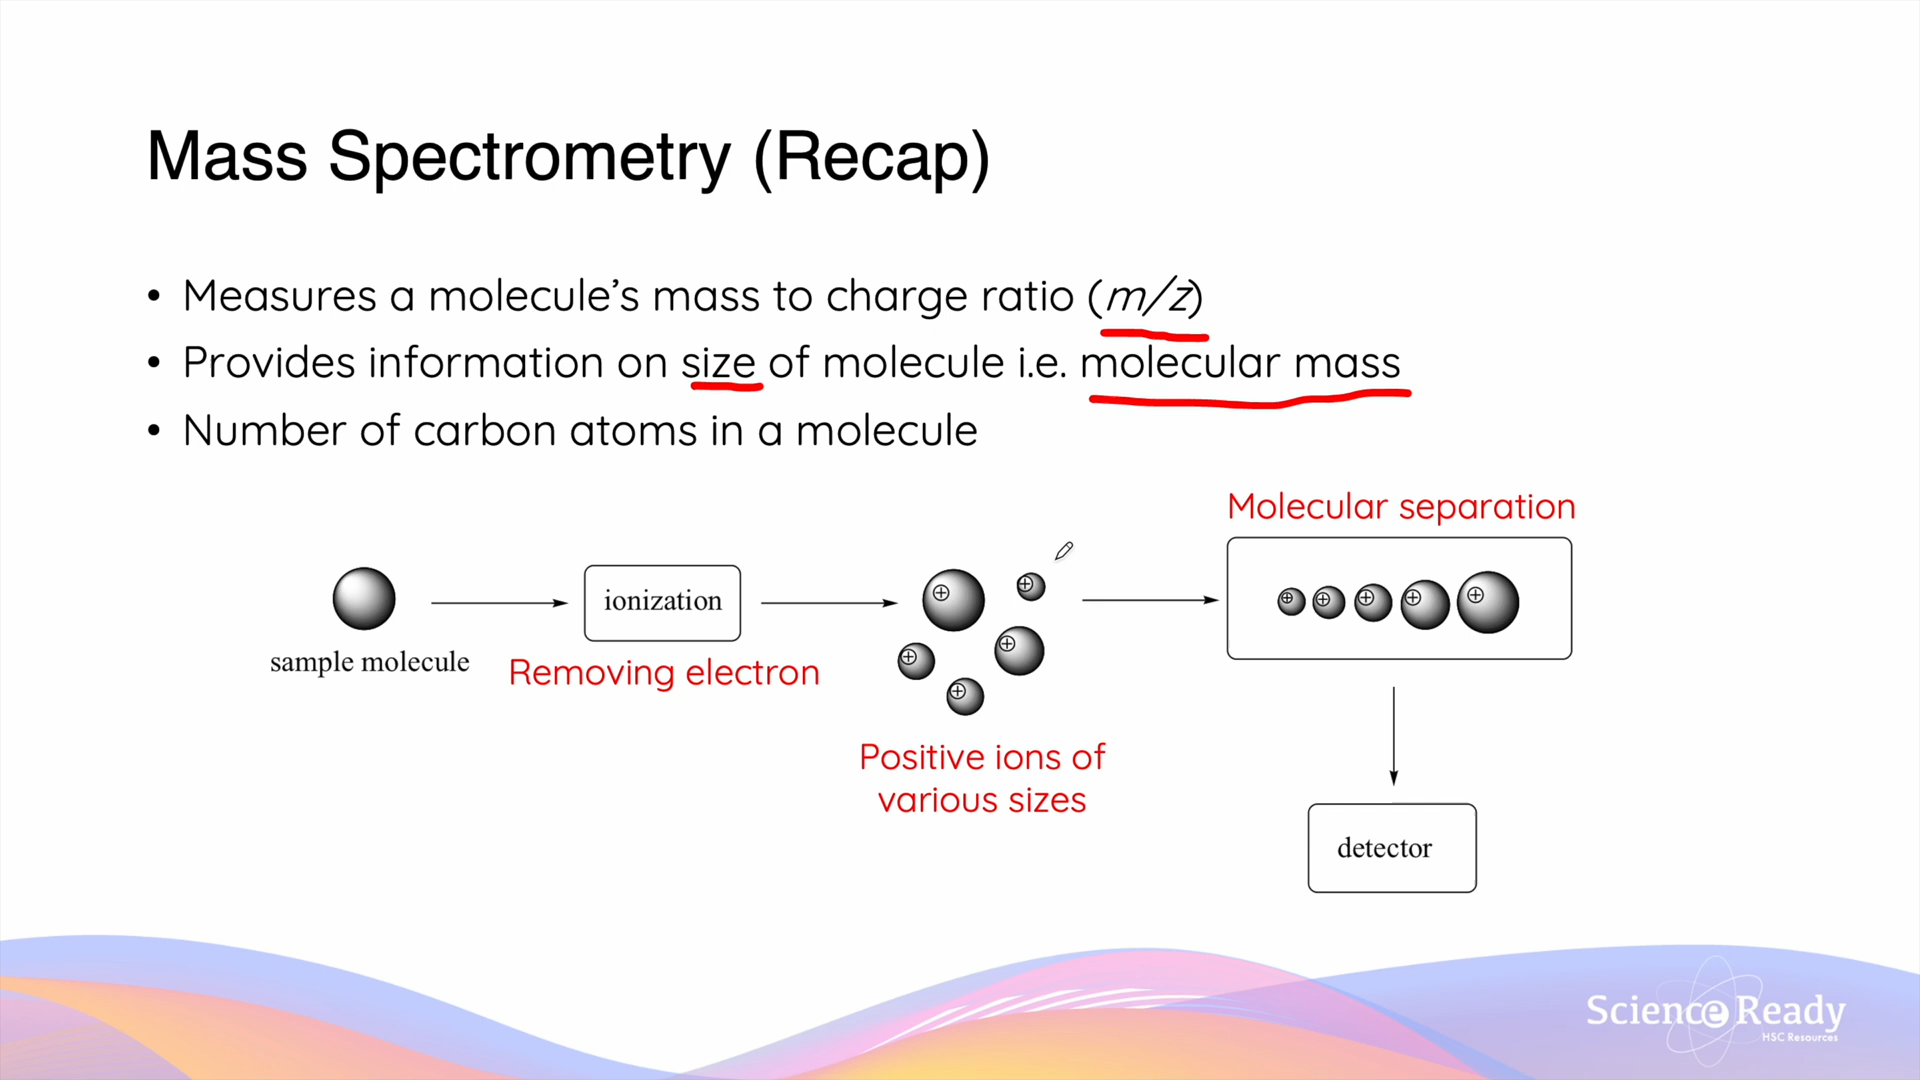 Mass Spectrometry (Recap)
• Measures a molecule’s mass to charge ratio (m/z)
• Provides information on size of molecule i.e. molecular mass
• Number of carbon atoms in a molecule
Molecular separation
ionization
sample molecule
Removing electron
Positive ions of
various sizes
detector
Science Ready
HSC Resources